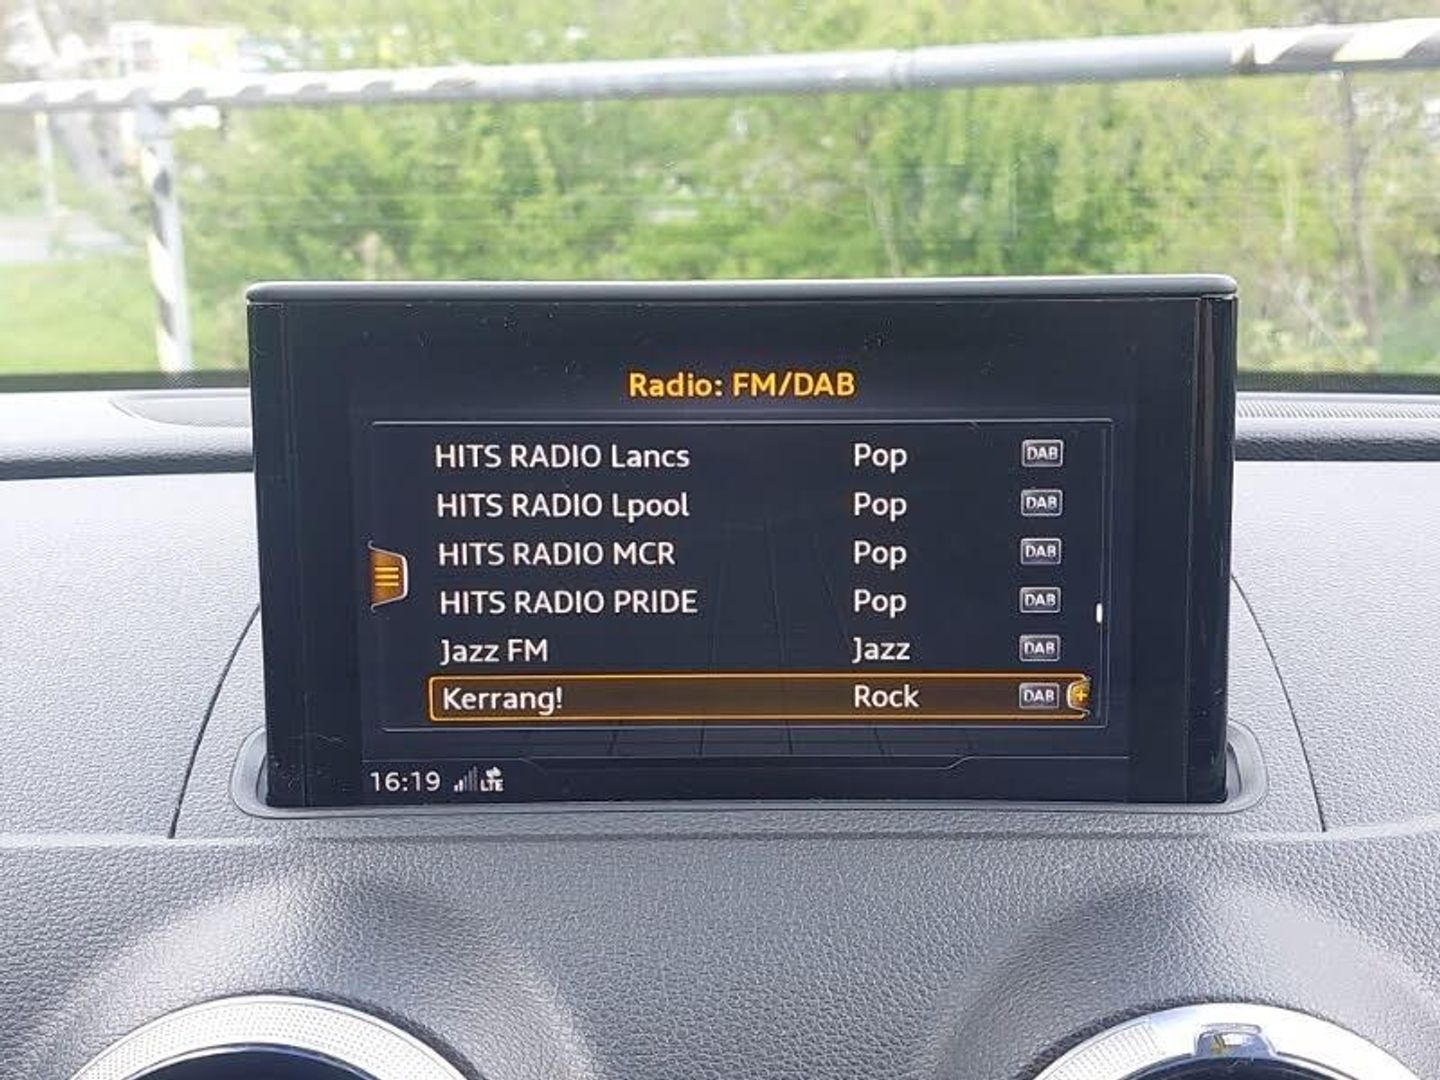 Radio: FM/DAB
HITS RADIO Lancs Pop DAB
HITS RADIO Lpool Pop DAB
HITS RADIO MCR Pop DAB
HITS RADIO PRIDE Pop DAB
Jazz FM Jazz DAB
Kerrang! Rock DAB
16:19 LTE